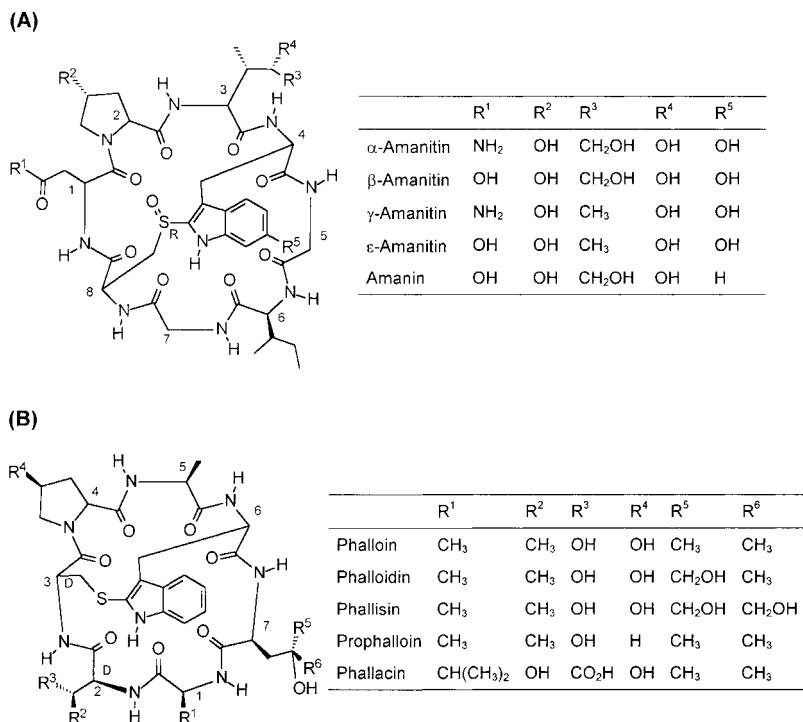 (A)
R⁴
R² H 3 R³
N H
2 N
O O 4
N O
R¹ O O N H
1 O
O S R⁵
N R N 5
H O H O O N H
8 N O O 6
H 7 N
H
R¹ R² R³ R⁴ R⁵
α-Amanitin NH₂ OH CH₂OH OH OH
β-Amanitin OH OH CH₂OH OH OH
γ-Amanitin NH₂ OH CH₃ OH OH
ε-Amanitin OH OH CH₃ OH OH
Amanin OH OH CH₂OH OH H
(B)
R⁴ H 5
N H
4 N
O O 6
N O
O O N H
3 D S
N H
N O O 7 R⁵
H O R⁶
R³ D N OH
2 N 1 H
R² H R¹
R¹ R² R³ R⁴ R⁵ R⁶
Phalloin CH₃ CH₃ OH OH CH₃ CH₃
Phalloidin CH₃ CH₃ OH OH CH₂OH CH₃
Phallisin CH₃ CH₃ OH OH CH₂OH CH₂OH
Prophalloin CH₃ CH₃ OH H CH₃ CH₃
Phallacin CH(CH₃)₂ OH CO₂H OH CH₃ CH₃